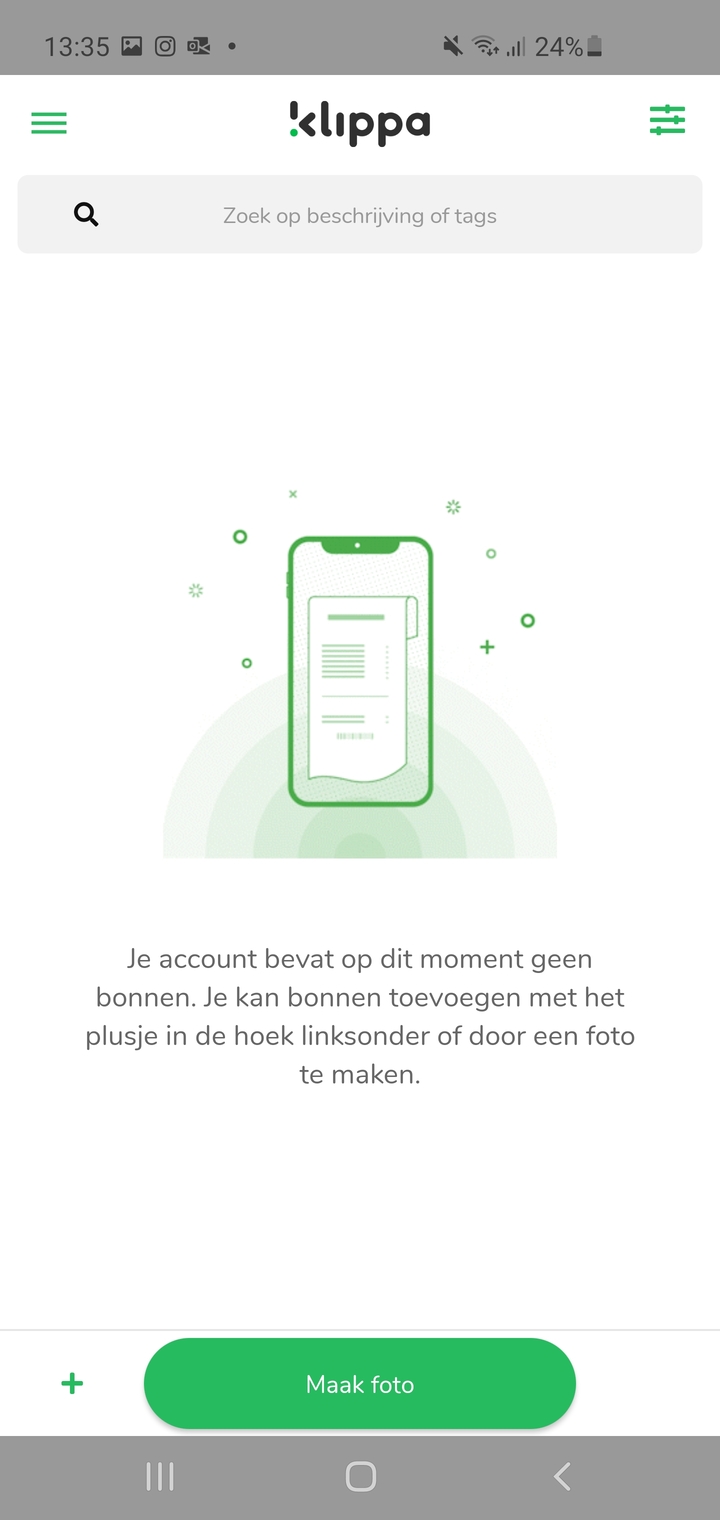 13:35
24%
klippa
Zoek op beschrijving of tags
Je account bevat op dit moment geen
bonnen. Je kan bonnen toevoegen met het
plusje in de hoek linksonder of door een foto
te maken.
Maak foto